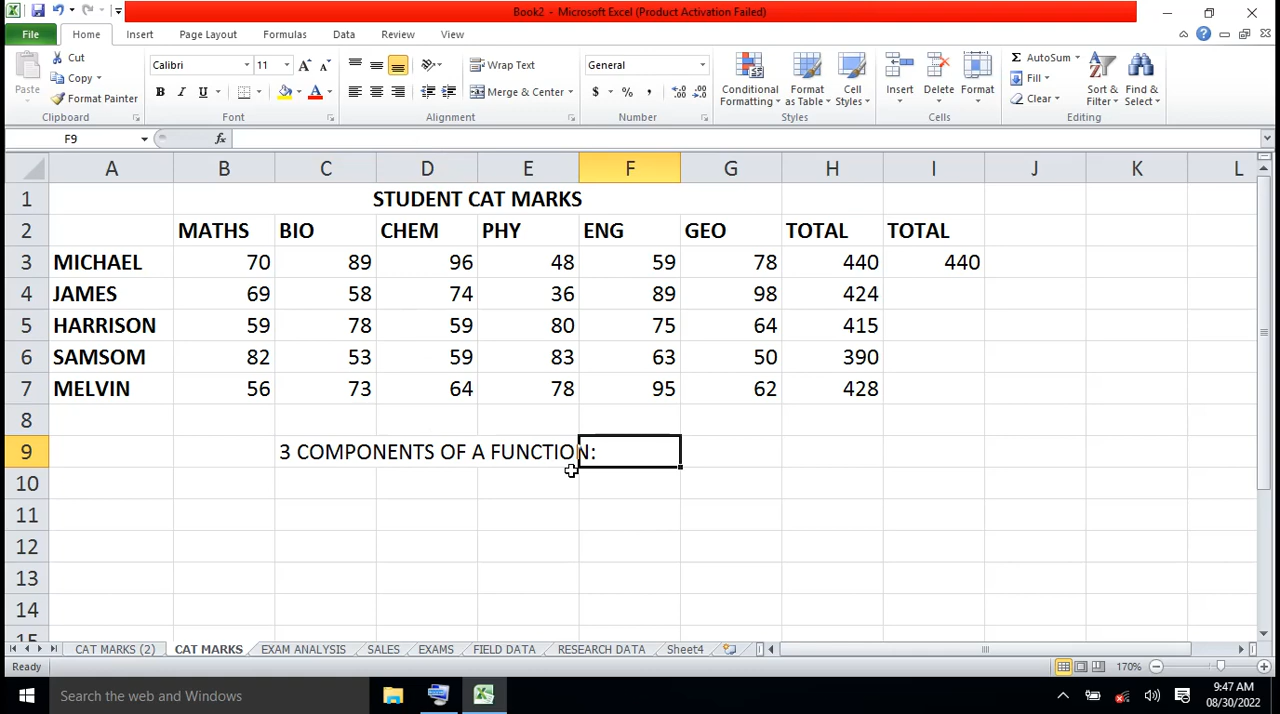 Book2 - Microsoft Excel (Product Activation Failed)
File Home Insert Page Layout Formulas Data Review View
Paste Cut Copy Format Painter
Calibri 11 A A B I U A
Wrap Text Merge & Center
General $ % , .00 .0
Conditional Formatting Format as Table Cell Styles
Insert Delete Format
AutoSum Fill Clear Sort & Filter Find & Select
Clipboard Font Alignment Number Styles Cells Editing
F9 fx
A B C D E F G H I J K L
1 STUDENT CAT MARKS
2 MATHS BIO CHEM PHY ENG GEO TOTAL TOTAL
3 MICHAEL 70 89 96 48 59 78 440 440
4 JAMES 69 58 74 36 89 98 424
5 HARRISON 59 78 59 80 75 64 415
6 SAMSOM 82 53 59 83 63 50 390
7 MELVIN 56 73 64 78 95 62 428
8
9 3 COMPONENTS OF A FUNCTION:
10
11
12
13
14
15
CAT MARKS (2) CAT MARKS EXAM ANALYSIS SALES EXAMS FIELD DATA RESEARCH DATA Sheet4
Ready 170%
Search the web and Windows 9:47 AM
08/30/2022